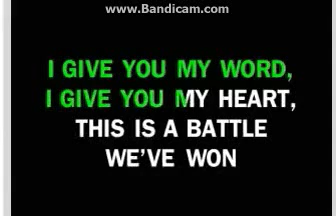 www.Bandicam.com
I GIVE YOU MY WORD,
I GIVE YOU MY HEART,
THIS IS A BATTLE
WE'VE WON